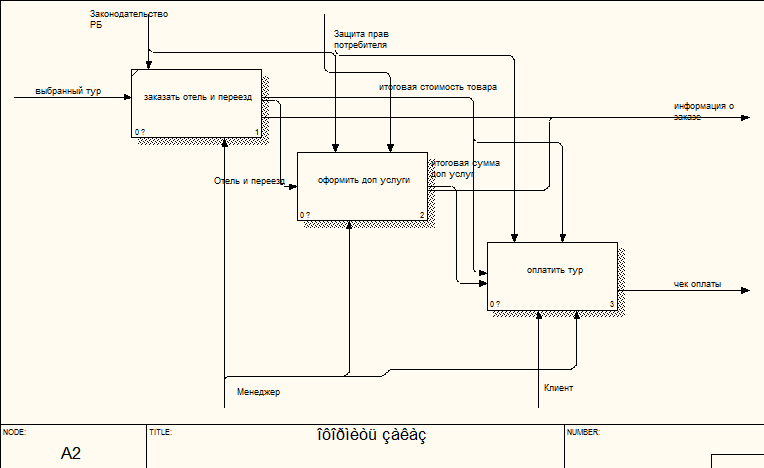 Законодательство
РБ
Защита прав
потребителя
выбранный тур
заказать отель и переезд
0 ?
1
итоговая стоимость товара
информация о
заказе
Отель и переезд
оформить доп услуги
0 ?
2
итоговая сумма
доп услуг
оплатить тур
0 ?
3
чек оплаты
Менеджер
Клиент
NODE:
A2
TITLE:
îôîðìèòü çàêàç
NUMBER: